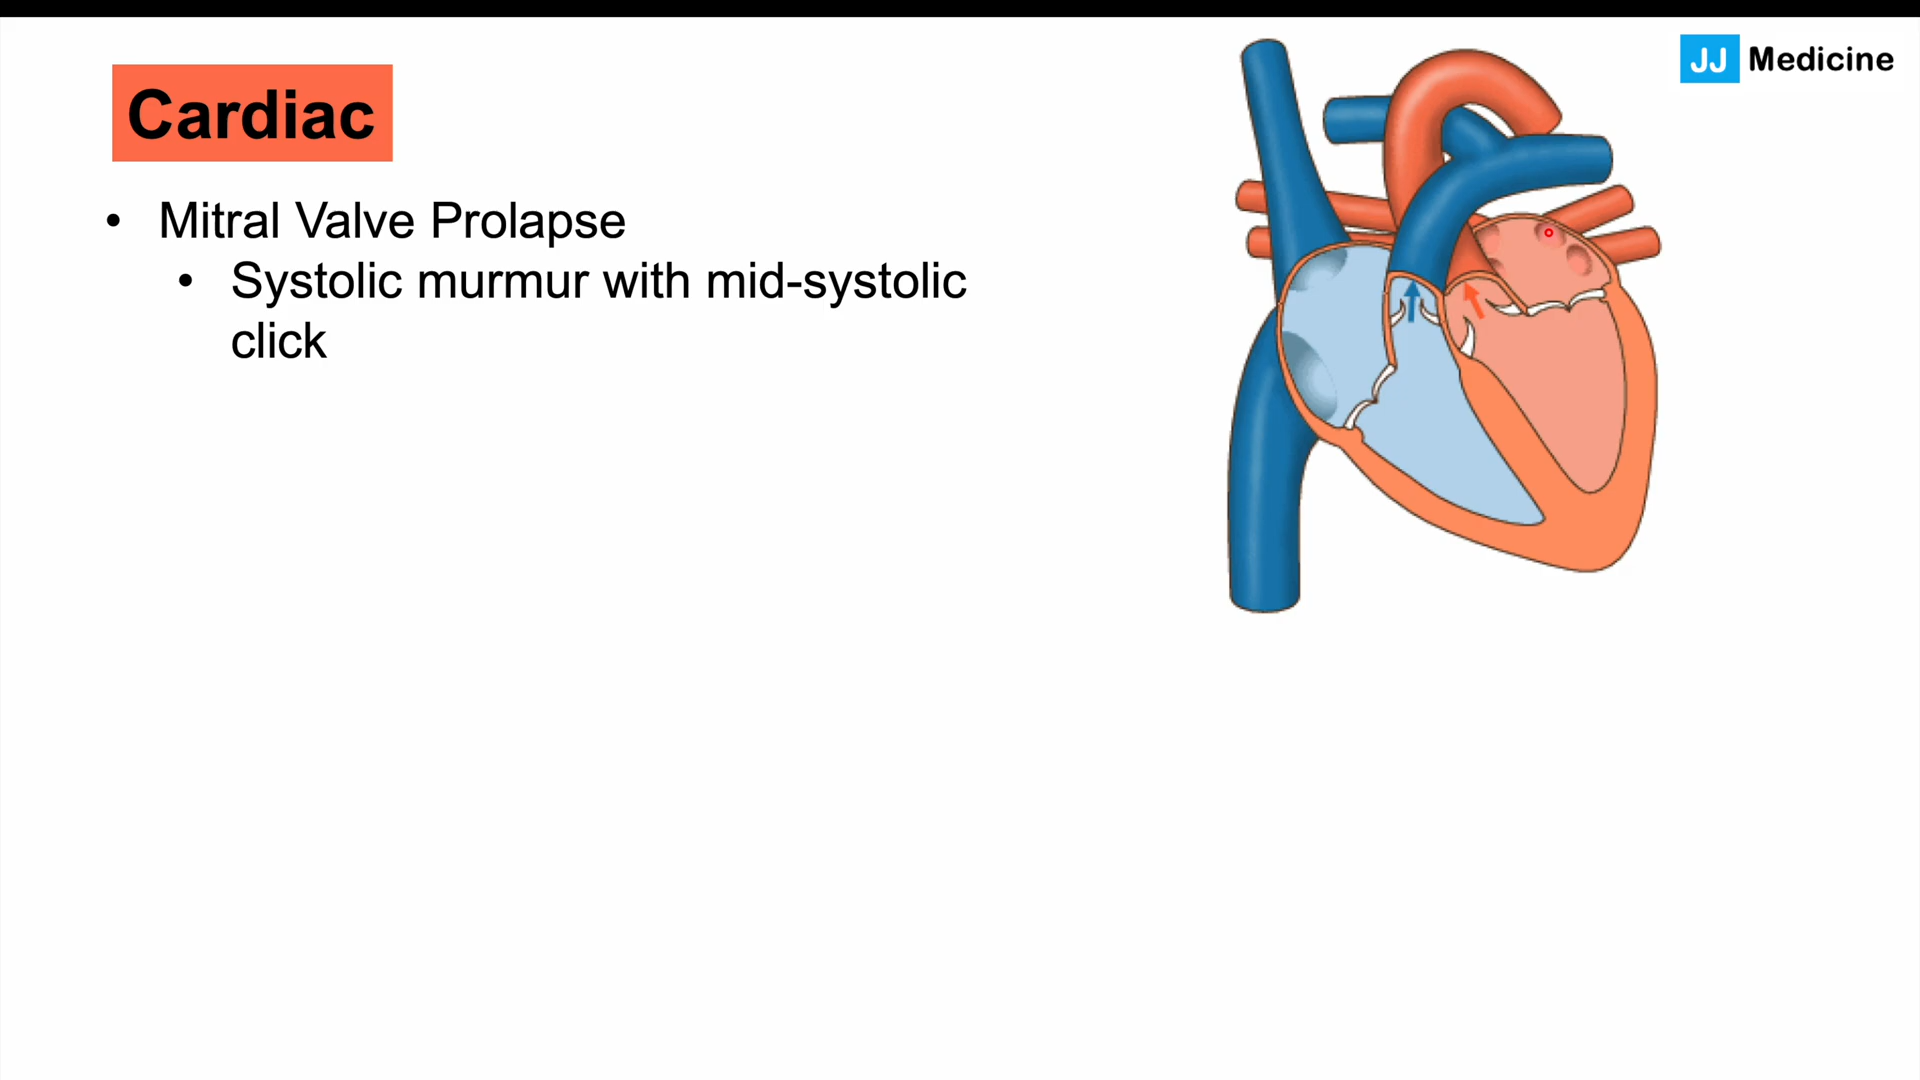 JJ Medicine
Cardiac
• Mitral Valve Prolapse
• Systolic murmur with mid-systolic
click